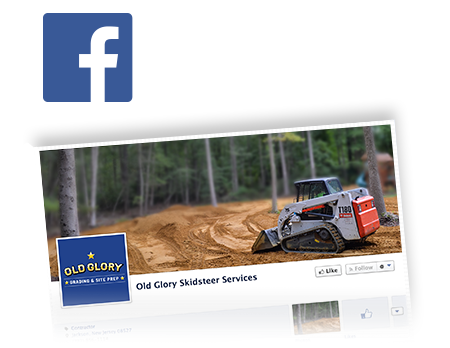 f
T180
OLD GLORY
GRADING & SITE PREP
Old Glory Skidsteer Services
Like
Follow